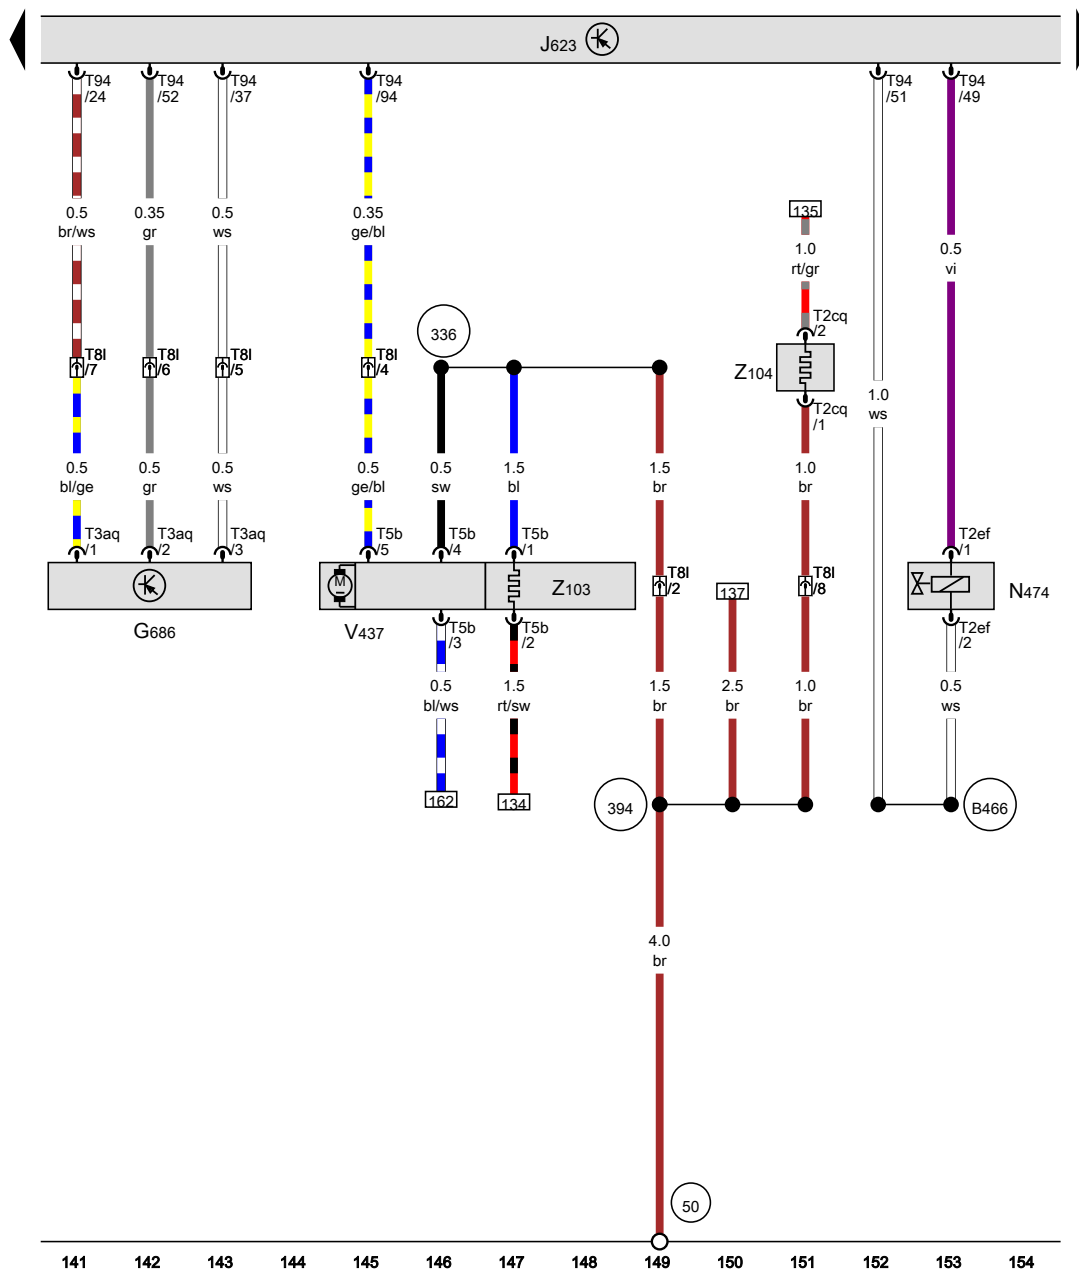 J623
T94
/24
T94
/52
T94
/37
T94
/94
T94
/51
T94
/49
0.5
br/ws
0.35
gr
0.5
ws
0.35
ge/bl
135
1.0
rt/gr
0.5
vi
T2cq
/2
336
T8l
/7
T8l
/6
T8l
/5
T8l
/4
Z104
T2cq
/1
1.0
ws
0.5
bl/ge
0.5
gr
0.5
ws
0.5
ge/bl
0.5
sw
1.5
bl
1.5
br
1.0
br
T3aq
/1
T3aq
/2
T3aq
/3
T5b
/5
T5b
/4
T5b
/1
T2ef
/1
M
Z103
T8l
/2
137
T8l
/8
N474
G686
V437
T5b
/3
T5b
/2
T2ef
/2
0.5
bl/ws
1.5
rt/sw
1.5
br
2.5
br
1.0
br
0.5
ws
162
134
394
B466
4.0
br
50
141 142 143 144 145 146 147 148 149 150 151 152 153 154